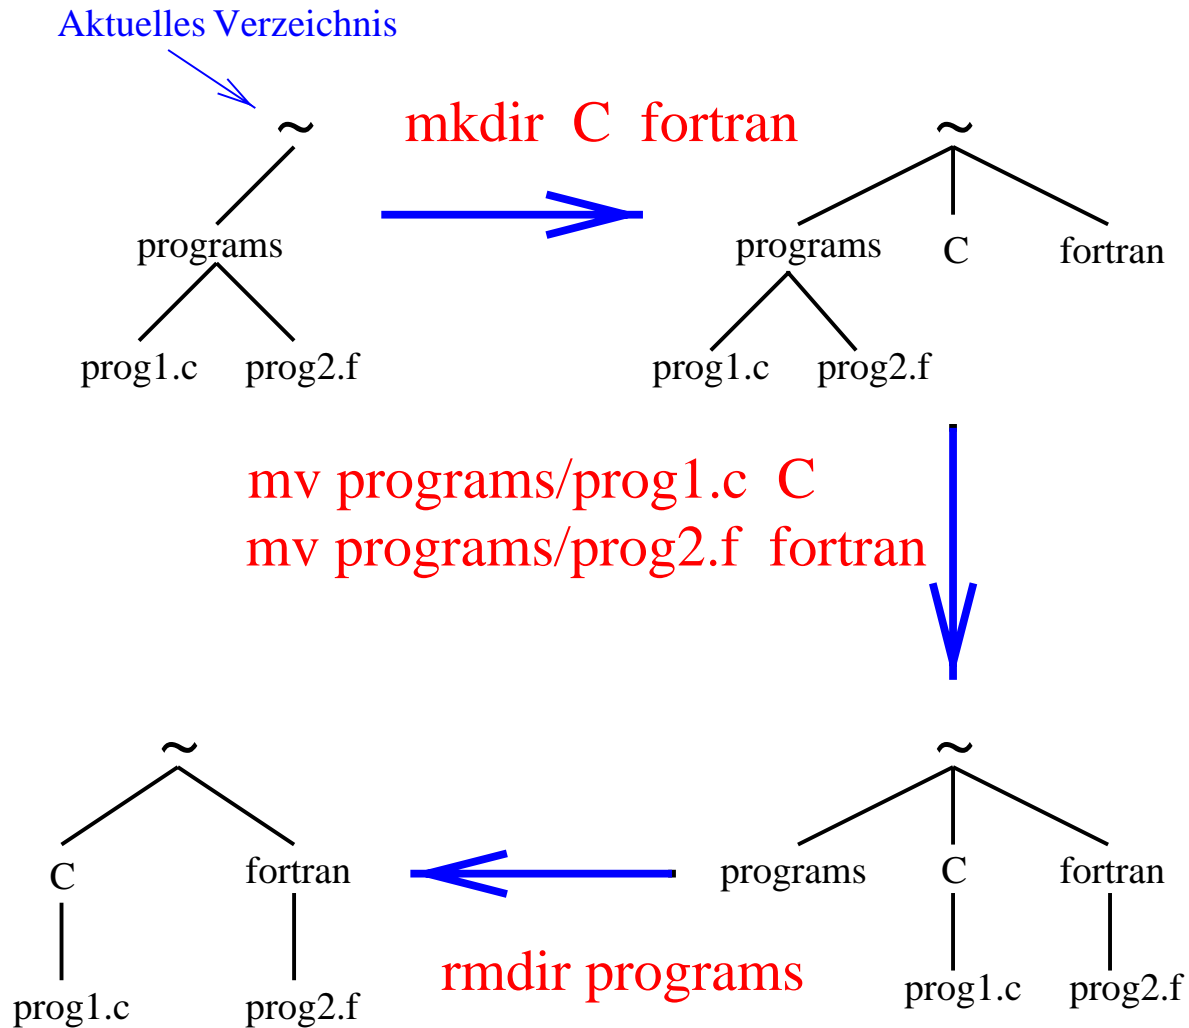 Aktuelles Verzeichnis
~
mkdir C fortran
~
programs
programs C fortran
prog1.c prog2.f
prog1.c prog2.f
mv programs/prog1.c C
mv programs/prog2.f fortran
~
~
C fortran
programs C fortran
rmdir programs
prog1.c prog2.f
prog1.c prog2.f